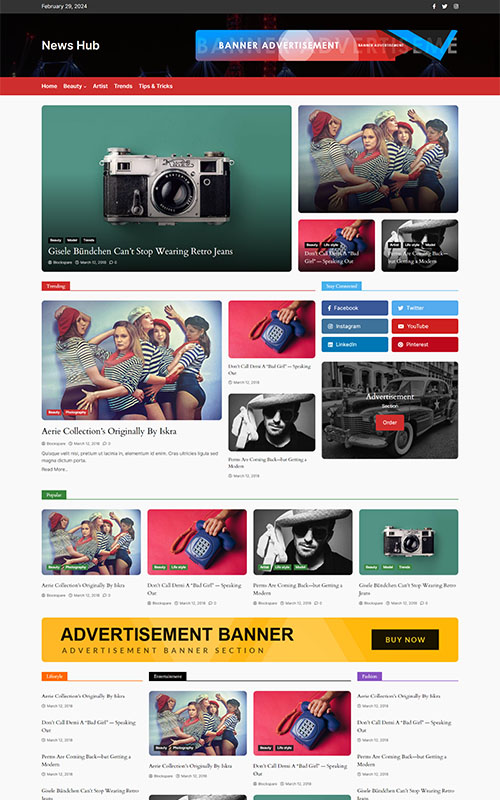 February 29, 2024
News Hub
BANNER ADVERTISEMENT
BANNER ADVERTISEMENT
Home Beauty Artist Trends Tips & Tricks
Beauty Model Trends
Gisele Bündchen Can't Stop Wearing Retro Jeans
Blockspare March 12, 2018 0
Beauty Life style
Don't Call Demi A "Bad
Girl" — Speaking Out
Artist Life style Model
Perms Are Coming Back—
but Getting a Modern
Trending
Beauty Photography
Aerie Collection's Originally By Iskra
Blockspare March 12, 2018 0
Quisque velit nisi, pretium ut lacinia in, elementum id enim. Cras ultricies ligula sed
magna dictum porta.
Read More..
Don't Call Demi A "Bad Girl" — Speaking
Out
March 12, 2018
Perms Are Coming Back—but Getting a
Modern
March 12, 2018
Stay Connected
Facebook Twitter
Instagram YouTube
LinkedIn Pinterest
Advertisement
Section
Order
Popular
Beauty Photography
Aerie Collection's Originally By Iskra
Blockspare March 12, 2018 0
Beauty Life style
Don't Call Demi A "Bad Girl" — Speaking
Out
Blockspare March 12, 2018 0
Artist Life style Model
Perms Are Coming Back—but Getting a
Modern
Blockspare March 12, 2018 0
Beauty Model Trends
Gisele Bündchen Can't Stop Wearing Retro
Jeans
Blockspare March 12, 2018 0
ADVERTISEMENT BANNER
ADVERTISEMENT BANNER SECTION
BUY NOW
Lifestyle
Aerie Collection's Originally By Iskra
March 12, 2018
Don't Call Demi A "Bad Girl" — Speaking
Out
March 12, 2018
Perms Are Coming Back—but Getting a
Modern
March 12, 2018
Gisele Bündchen Can't Stop Wearing Retro
Jeans
Entertainment
Beauty Photography
Aerie Collection's Originally By Iskra
Blockspare March 12, 2018 0
Beauty Life style
Don't Call Demi A "Bad Girl" — Speaking
Out
Blockspare March 12, 2018 0
Fashion
Aerie Collection's Originally By Iskra
March 12, 2018
Don't Call Demi A "Bad Girl" — Speaking
Out
March 12, 2018
Perms Are Coming Back—but Getting a
Modern
March 12, 2018
Gisele Bündchen Can't Stop Wearing Retro
Jeans